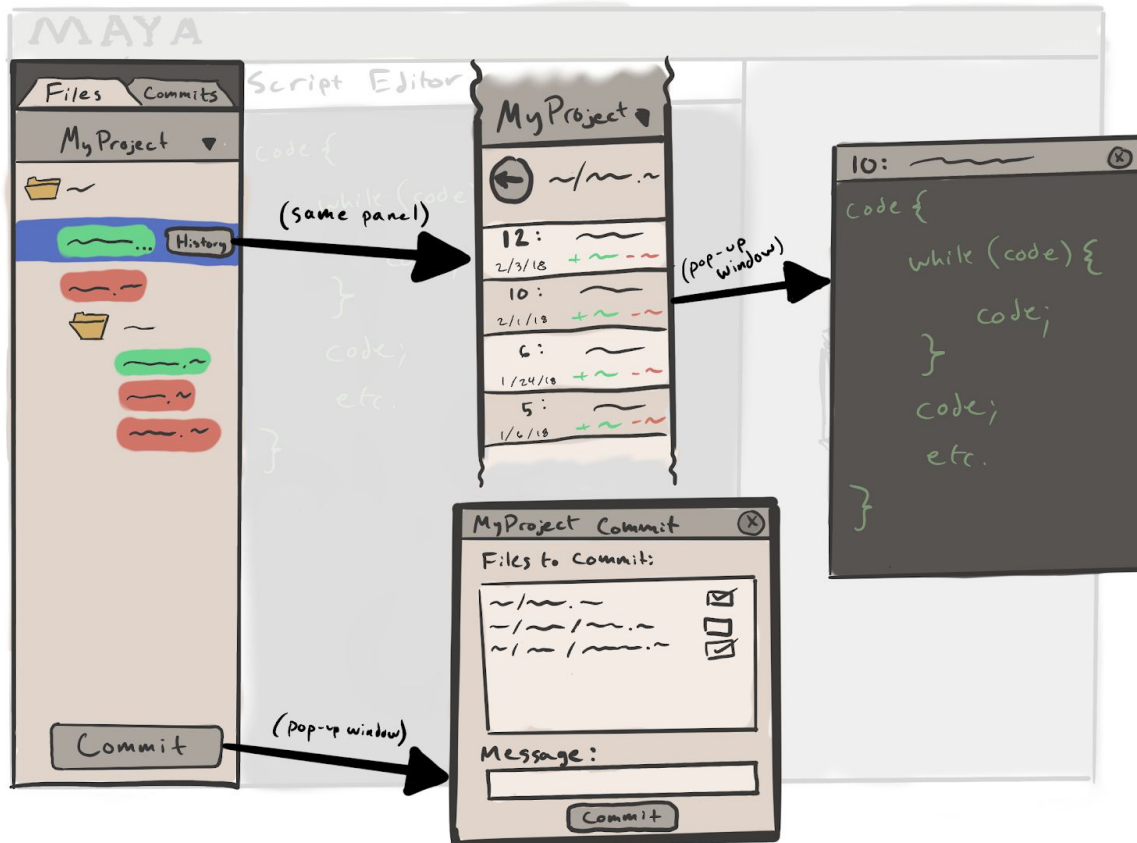 MAYA
Files Commits
MyProject ▼
History
Commit
Script Editor
code {
while (code)
}
code;
etc.
}
(same panel)
(pop-up window)
MyProject ▼
12:
2/3/18 + -
10:
2/1/18 + -
6:
1/24/18 + -
5:
1/6/18 + -
(pop-up
window)
10:
code {
while (code) {
code;
}
code;
etc.
}
MyProject Commit
Files to Commit:
Message:
Commit